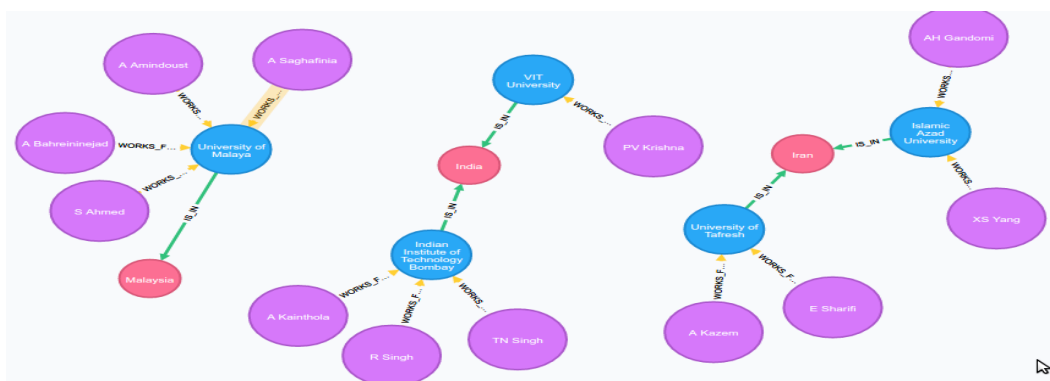 A Amindoust
A Saghafinia
WORKS_...
WORKS_...
A Bahreininejad
WORKS_F...
University of
Malaya
WORKS_...
S Ahmed
IS_IN
Malaysia
VIT
University
IS_IN
WORKS_...
PV Krishna
India
IS_IN
Indian
Institute of
Technology
Bombay
WORKS_F...
WORKS_F...
WORKS_...
A Kainthola
R Singh
TN Singh
AH Gandomi
WORKS_...
Islamic
Azad
University
IS_IN
Iran
WORKS_...
XS Yang
IS_IN
University of
Tafresh
WORKS_F...
WORKS_F...
A Kazem
E Sharifi